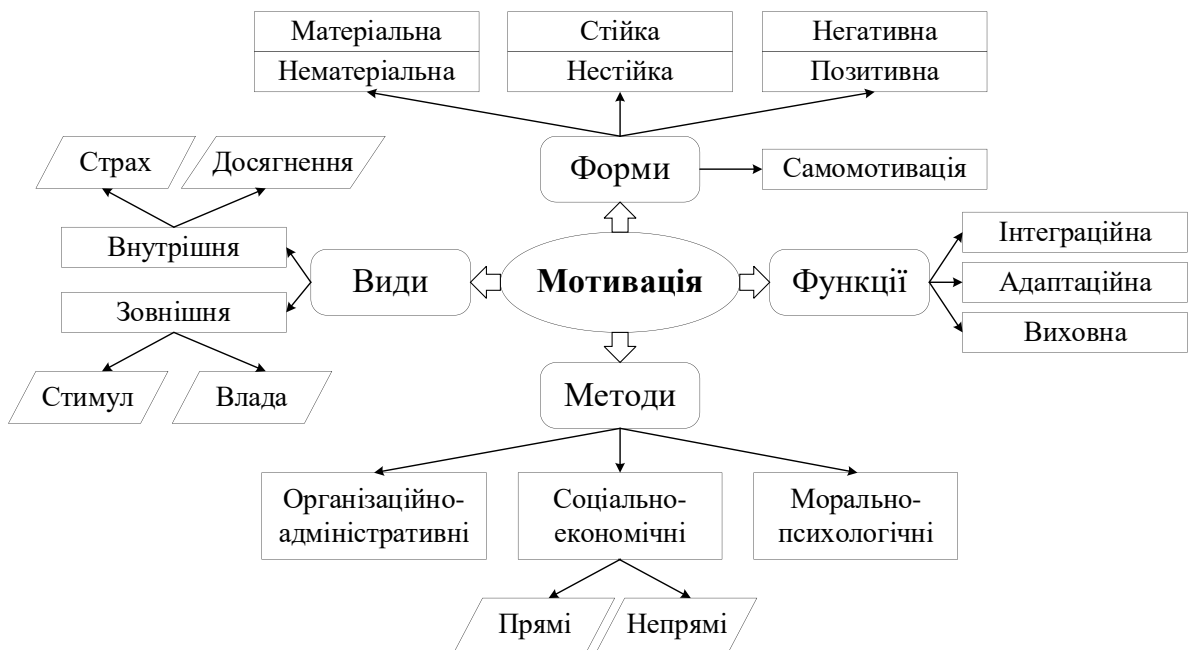 Матеріальна
Нематеріальна
Стійка
Нестійка
Негативна
Позитивна
Форми
Самомотивація
Страх
Досягнення
Внутрішня
Зовнішня
Стимул
Влада
Види
Мотивація
Функції
Інтеграційна
Адаптаційна
Виховна
Методи
Організаційно-
адміністративні
Соціально-
економічні
Морально-
психологічні
Прямі
Непрямі